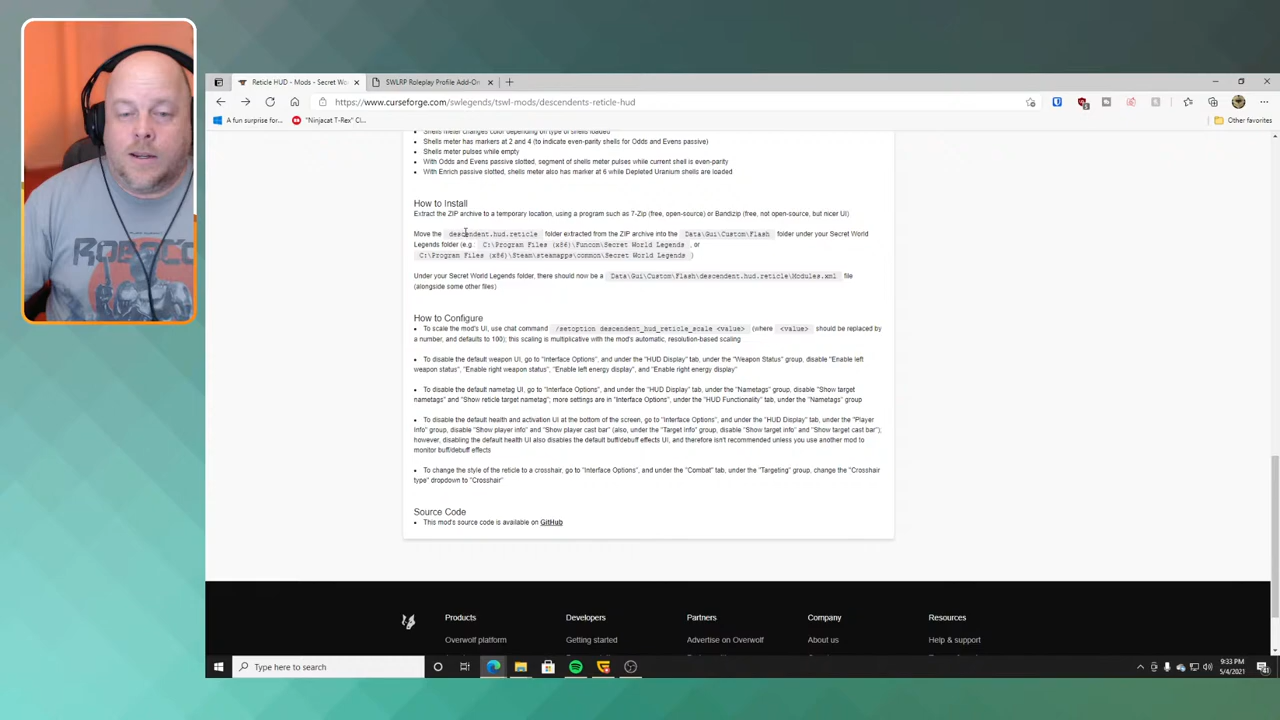 Reticle HUD - Mods - Secret Wo
SWLRP Roleplay Profile Add-On
https://www.curseforge.com/swlegends/tswl-mods/descendents-reticle-hud
A fun surprise for...
"Ninjacat T-Rex" Cl...
Other favorites
• Shells meter changes color depending on type of shells loaded
• Shells meter has markers at 2 and 4 (to indicate even-parity shells for Odds and Evens passive)
• Shells meter pulses while empty
• With Odds and Evens passive slotted, segment of shells meter pulses while current shell is even-parity
• With Enrich passive slotted, shells meter also has marker at 6 while Depleted Uranium shells are loaded
How to Install
Extract the ZIP archive to a temporary location, using a program such as 7-Zip (free, open-source) or Bandizip (free, not open-source, but nicer UI)
Move the descendent.hud.reticle folder extracted from the ZIP archive into the Data\Gui\Custom\Flash folder under your Secret World
Legends folder (e.g. C:\Program Files (x86)\Funcom\Secret World Legends , or
C:\Program Files (x86)\Steam\steamapps\common\Secret World Legends )
Under your Secret World Legends folder, there should now be a Data\Gui\Custom\Flash\descendent.hud.reticle\Modules.xml file
(alongside some other files)
How to Configure
• To scale the mod's UI, use chat command /setoption descendent_hud_reticle_scale <value> (where <value> should be replaced by
a number, and defaults to 100); this scaling is multiplicative with the mod's automatic, resolution-based scaling
• To disable the default weapon UI, go to "Interface Options", and under the "HUD Display" tab, under the "Weapon Status" group, disable "Enable left
weapon status", "Enable right weapon status", "Enable left energy display", and "Enable right energy display"
• To disable the default nametag UI, go to "Interface Options", and under the "HUD Display" tab, under the "Nametags" group, disable "Show target
nametags" and "Show reticle target nametag"; more settings are in "Interface Options", under the "HUD Functionality" tab, under the "Nametags" group
• To disable the default health and activation UI at the bottom of the screen, go to "Interface Options", and under the "HUD Display" tab, under the "Player
Info" group, disable "Show player info" and "Show player cast bar" (also, under the "Target Info" group, disable "Show target info" and "Show target cast bar");
however, disabling the default health UI also disables the default buff/debuff effects UI, and therefore isn't recommended unless you use another mod to
monitor buff/debuff effects
• To change the style of the reticle to a crosshair, go to "Interface Options", and under the "Combat" tab, under the "Targeting" group, change the "Crosshair
type" dropdown to "Crosshair"
Source Code
• This mod's source code is available on GitHub
Products
Developers
Partners
Company
Resources
Overwolf platform
Getting started
Advertise on Overwolf
About us
Help & support
Type here to search
9:33 PM
5/4/2021